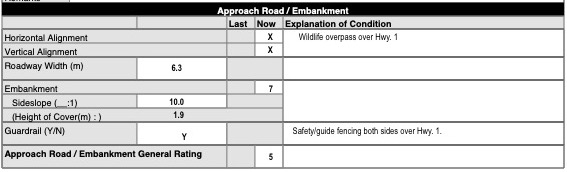 Approach Road / Embankment
Last Now Explanation of Condition
Horizontal Alignment X Wildlife overpass over Hwy. 1
Vertical Alignment X
Roadway Width (m) 6.3
Embankment 7
Sideslope (__:1) 10.0
(Height of Cover(m) : ) 1.9
Guardrail (Y/N) Y Safety/guide fencing both sides over Hwy. 1.
Approach Road / Embankment General Rating 5